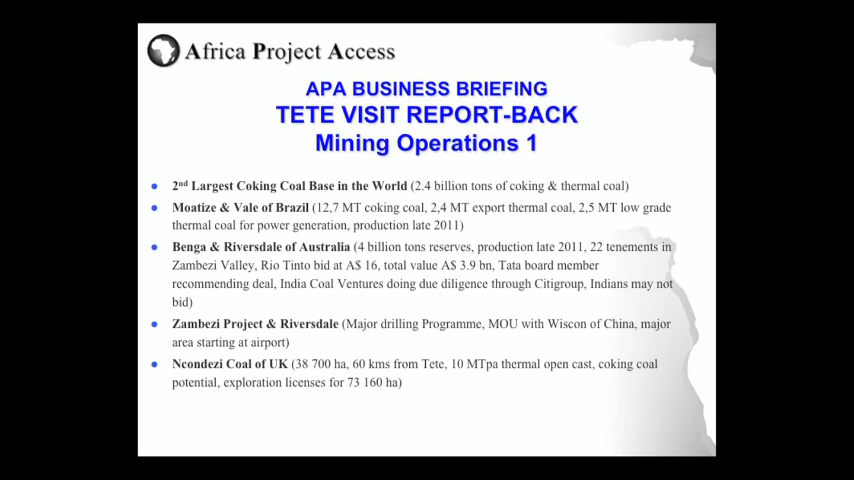 Africa Project Access
APA BUSINESS BRIEFING
TETE VISIT REPORT-BACK
Mining Operations 1
• 2nd Largest Coking Coal Base in the World (2.4 billion tons of coking & thermal coal)
• Moatize & Vale of Brazil (12,7 MT coking coal, 2,4 MT export thermal coal, 2,5 MT low grade
thermal coal for power generation, production late 2011)
• Benga & Riversdale of Australia (4 billion tons reserves, production late 2011, 22 tenements in
Zambezi Valley, Rio Tinto bid at A$ 16, total value A$ 3.9 bn, Tata board member
recommending deal, India Coal Ventures doing due diligence through Citigroup, Indians may not
bid)
• Zambezi Project & Riversdale (Major drilling Programme, MOU with Wiscon of China, major
area starting at airport)
• Ncondezi Coal of UK (38 700 ha, 60 kms from Tete, 10 MTpa thermal open cast, coking coal
potential, exploration licenses for 73 160 ha)